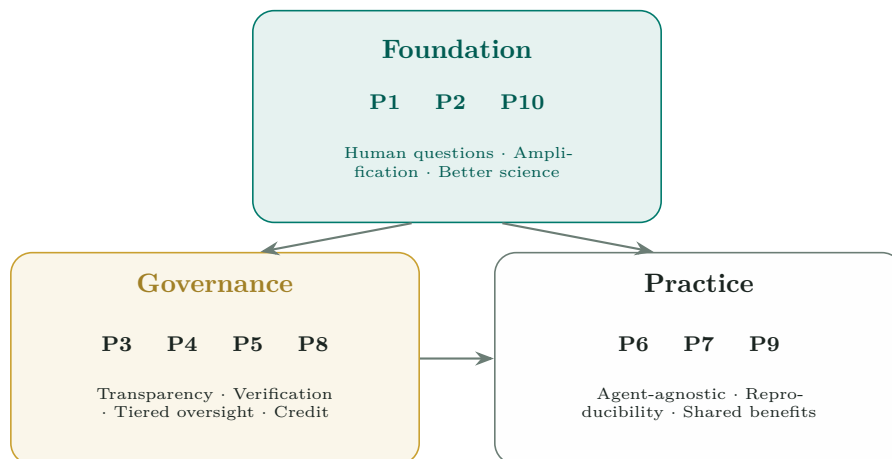 Foundation
P1 P2 P10
Human questions · Ampli-
fication · Better science
Governance
P3 P4 P5 P8
Transparency · Verification
· Tiered oversight · Credit
Practice
P6 P7 P9
Agent-agnostic · Repro-
ducibility · Shared benefits